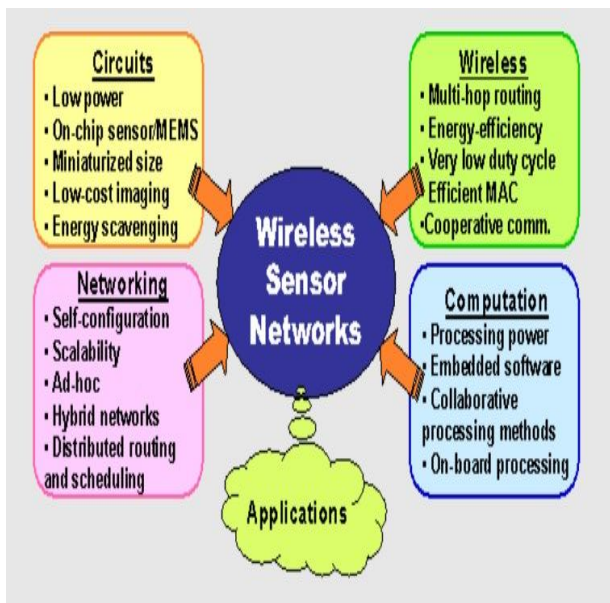 Circuits
• Low power
• On-chip sensor/MEMS
• Miniaturized size
• Low-cost imaging
• Energy scavenging
Wireless
• Multi-hop routing
• Energy-efficiency
• Very low duty cycle
• Efficient MAC
•Cooperative comm.
Wireless
Sensor
Networks
Networking
• Self-configuration
• Scalability
• Ad-hoc
• Hybrid networks
• Distributed routing
and scheduling
Computation
• Processing power
• Embedded software
• Collaborative
processing methods
• On-board processing
Applications